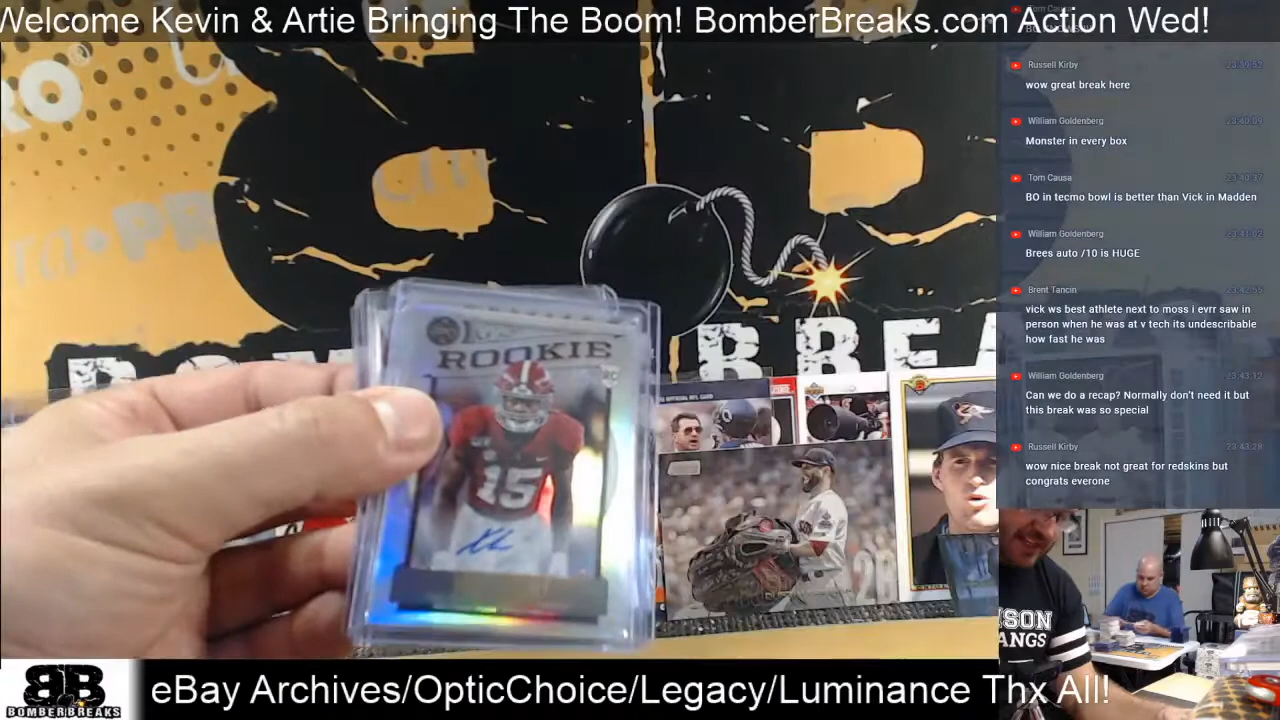 Welcome Kevin & Artie Bringing The Boom! BomberBreaks.com Action Wed!
Russell Kirby
wow great break here
William Goldenberg
Monster in every box
Tom Causa
BO in tecmo bowl is better than Vick in Madden
William Goldenberg
Brees auto /10 is HUGE
Brent Tancin
vick ws best athlete next to moss i evrr saw in
person when he was at v tech its undescribable
how fast he was
William Goldenberg
Can we do a recap? Normally don't need it but
this break was so special
Russell Kirby
wow nice break not great for redskins but
congrats everone
ROOKIE
RC
15
BREA
BB
BOMBERBREAKS
eBay Archives/OpticChoice/Legacy/Luminance Thx All!